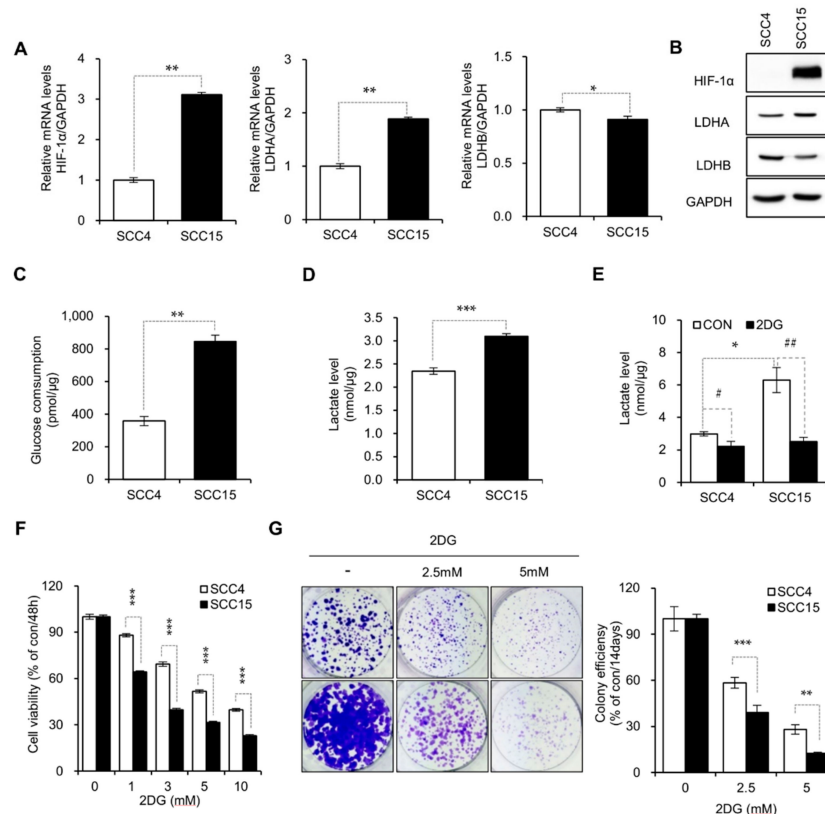 A
Relative mRNA levels
HIF-1α/GAPDH
4
3
2
1
0
**
SCC4
SCC15
Relative mRNA levels
LDHA/GAPDH
3
2
1
0
**
SCC4
SCC15
Relative mRNA levels
LDHB/GAPDH
1.5
1.0
0.5
0.0
*
SCC4
SCC15
B
SCC4
SCC15
HIF-1α
LDHA
LDHB
GAPDH
C
Glucose comsumption
(pmol/µg)
1,000
800
600
400
200
0
**
SCC4
SCC15
D
Lactate level
(nmol/µg)
3.5
3.0
2.5
2.0
1.5
1.0
0.5
0.0
***
SCC4
SCC15
E
Lactate level
(nmol/µg)
10
8
6
4
2
0
CON
2DG
*
##
#
SCC4
SCC15
F
Cell viability (% of con/48h)
120
90
60
30
0
SCC4
SCC15
***
***
***
***
0
1
3
5
10
2DG (mM)
G
2DG
-
2.5mM
5mM
Colony efficiensy
(% of con/14days)
120
90
60
30
0
SCC4
SCC15
***
**
0
2.5
5
2DG (mM)